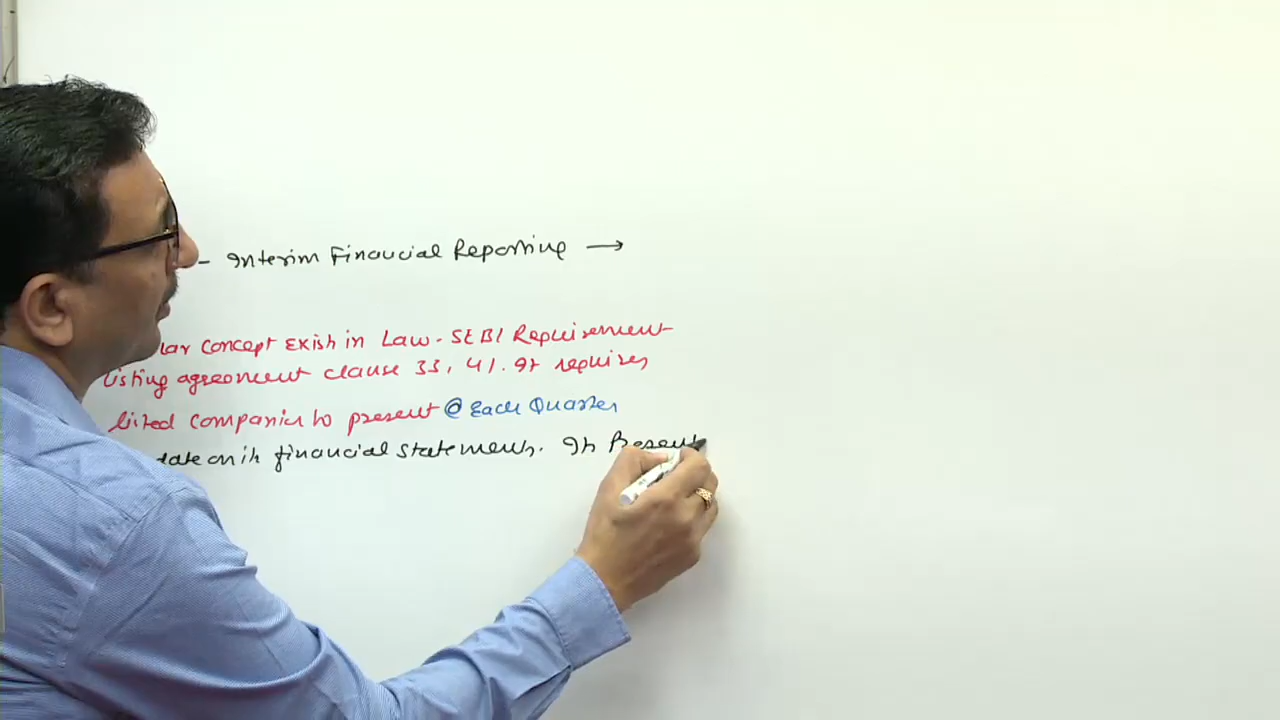 - Interim Financial Reporting →
lar concept exist in Law - SEBI Requirement
listing agreement clause 33, 41. It requires
listed companies to present @ Each Quarter
date on its financial statements. It Present